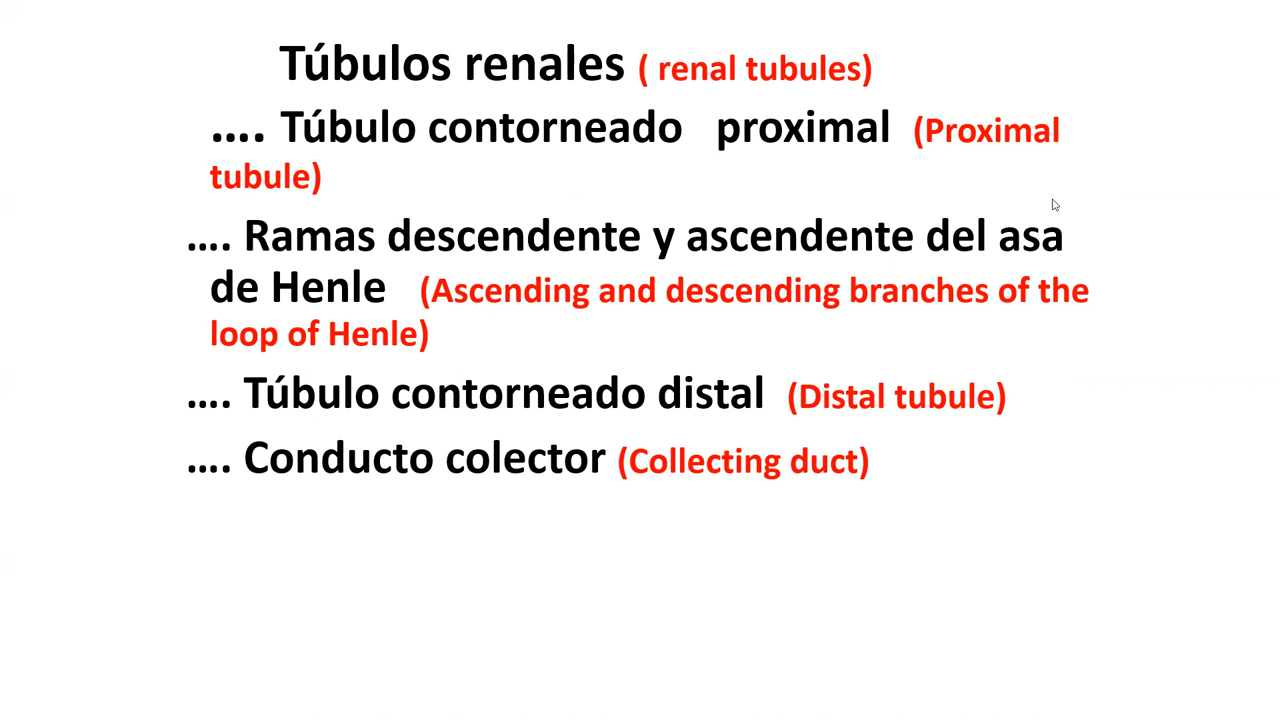 Túbulos renales ( renal tubules)
.... Túbulo contorneado proximal (Proximal
tubule)
.... Ramas descendente y ascendente del asa
de Henle (Ascending and descending branches of the
loop of Henle)
.... Túbulo contorneado distal (Distal tubule)
.... Conducto colector (Collecting duct)